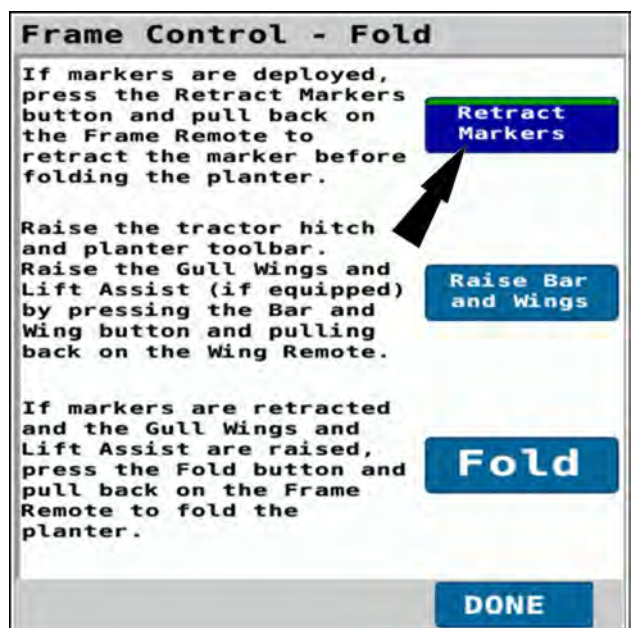 Frame Control - Fold
If markers are deployed,
press the Retract Markers
button and pull back on
the Frame Remote to
retract the marker before
folding the planter.
Retract
Markers
Raise the tractor hitch
and planter toolbar.
Raise the Gull Wings and
Lift Assist (if equipped)
by pressing the Bar and
Wing button and pulling
back on the Wing Remote.
Raise Bar
and Wings
If markers are retracted
and the Gull Wings and
Lift Assist are raised,
press the Fold button and
pull back on the Frame
Remote to fold the
planter.
Fold
DONE